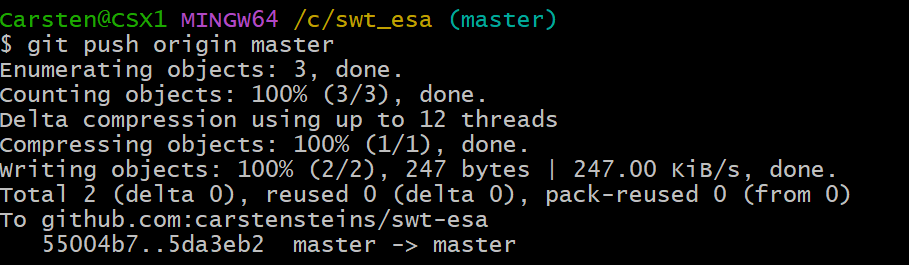 Carsten@CSX1 MINGW64 /c/swt_esa (master)
$ git push origin master
Enumerating objects: 3, done.
Counting objects: 100% (3/3), done.
Delta compression using up to 12 threads
Compressing objects: 100% (1/1), done.
Writing objects: 100% (2/2), 247 bytes | 247.00 KiB/s, done.
Total 2 (delta 0), reused 0 (delta 0), pack-reused 0 (from 0)
To github.com:carstensteins/swt-esa
   55004b7..5da3eb2  master -> master